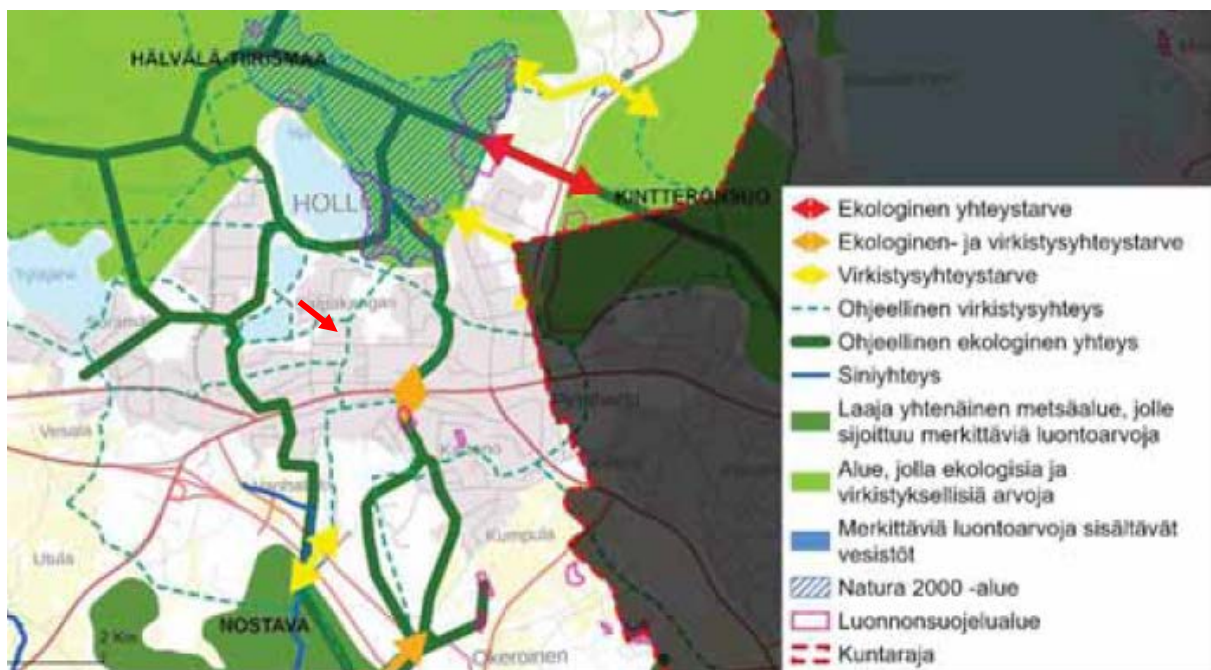 HÄLVÄLÄ-TIIRISMAA
HOLL
KINTTERÖNSUO
Vesala
Utula
Kumpula
NOSTAVA
2 Km
Okeroinen
Ekologinen yhteystarve
Ekologinen- ja virkistysyhteystarve
Virkistysyhteystarve
Ohjeellinen virkistysyhteys
Ohjeellinen ekologinen yhteys
Siniyhteys
Laaja yhtenäinen metsäalue, jolle
sijoittuu merkittäviä luontoarvoja
Alue, jolla ekologisia ja
virkistyksellisiä arvoja
Merkittäviä luontoarvoja sisältävät
vesistöt
Natura 2000 -alue
Luonnonsuojelualue
Kuntaraja